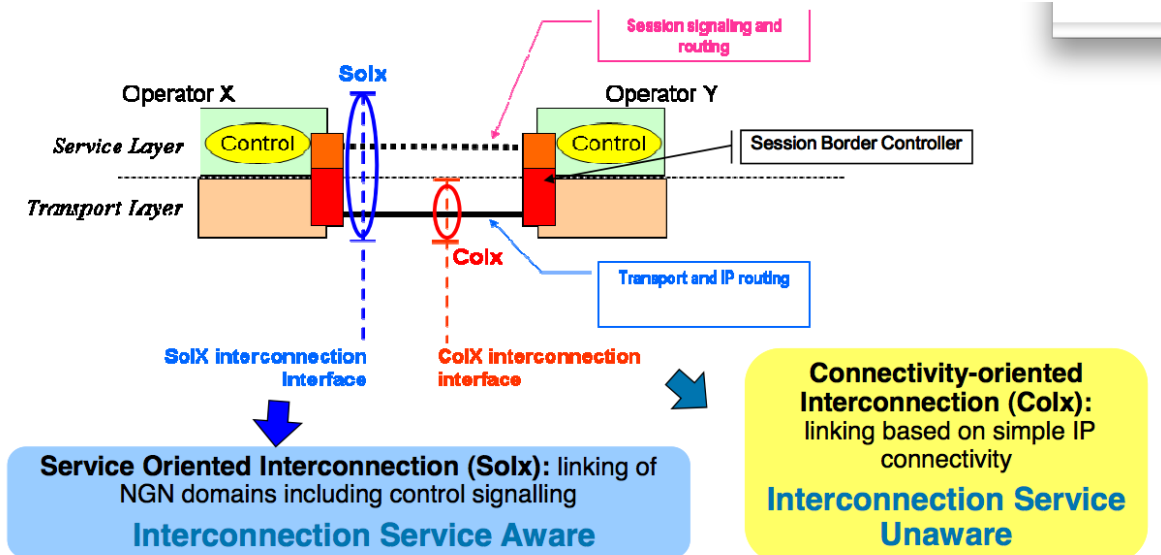 Session signaling and
routing
SoIx
Operator X
Operator Y
Service Layer
Control
Control
Session Border Controller
Transport Layer
CoIx
Transport and IP routing
SoIX interconnection
Interface
CoIX interconnection
interface
Connectivity-oriented
Interconnection (CoIx):
linking based on simple IP
connectivity
Interconnection Service
Unaware
Service Oriented Interconnection (SoIx): linking of
NGN domains including control signalling
Interconnection Service Aware